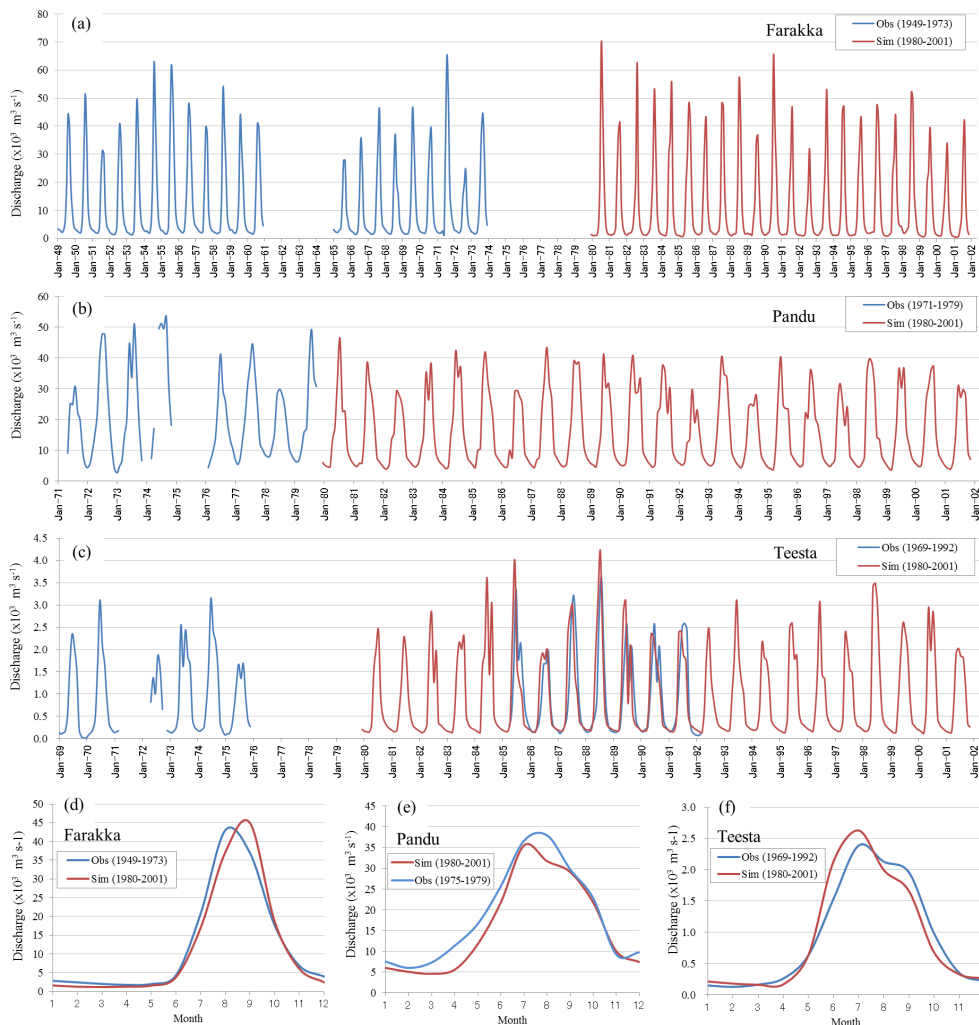 (a)
Farakka
Obs (1949-1973)
Sim (1980-2001)
Discharge (x10³ m³ s⁻¹)
80
70
60
50
40
30
20
10
0
Jan-49 Jan-50 Jan-51 Jan-52 Jan-53 Jan-54 Jan-55 Jan-56 Jan-57 Jan-58 Jan-59 Jan-60 Jan-61 Jan-62 Jan-63 Jan-64 Jan-65 Jan-66 Jan-67 Jan-68 Jan-69 Jan-70 Jan-71 Jan-72 Jan-73 Jan-74 Jan-75 Jan-76 Jan-77 Jan-78 Jan-79 Jan-80 Jan-81 Jan-82 Jan-83 Jan-84 Jan-85 Jan-86 Jan-87 Jan-88 Jan-89 Jan-90 Jan-91 Jan-92 Jan-93 Jan-94 Jan-95 Jan-96 Jan-97 Jan-98 Jan-99 Jan-00 Jan-01 Jan-02
(b)
Pandu
Obs (1971-1979)
Sim (1980-2001)
Discharge (x10³ m³ s⁻¹)
60
50
40
30
20
10
0
Jan-71 Jan-72 Jan-73 Jan-74 Jan-75 Jan-76 Jan-77 Jan-78 Jan-79 Jan-80 Jan-81 Jan-82 Jan-83 Jan-84 Jan-85 Jan-86 Jan-87 Jan-88 Jan-89 Jan-90 Jan-91 Jan-92 Jan-93 Jan-94 Jan-95 Jan-96 Jan-97 Jan-98 Jan-99 Jan-00 Jan-01 Jan-02
(c)
Teesta
Obs (1969-1992)
Sim (1980-2001)
Discharge (x10³ m³ s⁻¹)
4.5
4.0
3.5
3.0
2.5
2.0
1.5
1.0
0.5
0.0
Jan-69 Jan-70 Jan-71 Jan-72 Jan-73 Jan-74 Jan-75 Jan-76 Jan-77 Jan-78 Jan-79 Jan-80 Jan-81 Jan-82 Jan-83 Jan-84 Jan-85 Jan-86 Jan-87 Jan-88 Jan-89 Jan-90 Jan-91 Jan-92 Jan-93 Jan-94 Jan-95 Jan-96 Jan-97 Jan-98 Jan-99 Jan-00 Jan-01 Jan-02
(d)
Farakka
Obs (1949-1973)
Sim (1980-2001)
Discharge (x10³ m³ s-1)
50
45
40
35
30
25
20
15
10
5
0
1 2 3 4 5 6 7 8 9 10 11 12
Month
(e)
Pandu
Sim (1980-2001)
Obs (1975-1979)
Discharge (x10³ m³ s-1)
45
40
35
30
25
20
15
10
5
0
1 2 3 4 5 6 7 8 9 10 11 12
Month
(f)
Teesta
Obs (1969-1992)
Sim (1980-2001)
Discharge (x10³ m³ s-1)
3.0
2.5
2.0
1.5
1.0
0.5
0.0
1 2 3 4 5 6 7 8 9 10 11
Month